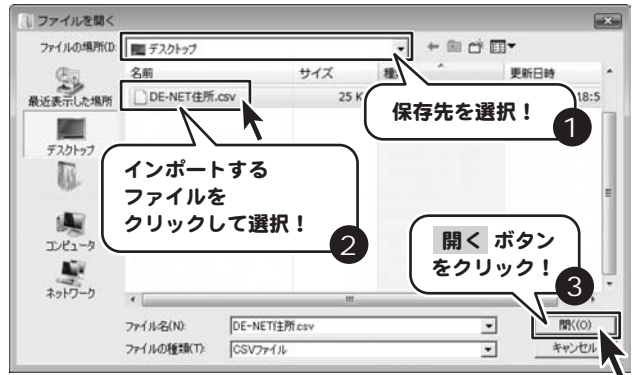 ファイルを開く
ファイルの場所(I):
デスクトップ
名前
サイズ
更新日時
最近表示した場所
DE-NET住所.csv
25 K
18:5
保存先を選択！
1
デスクトップ
インポートする
ファイルを
クリックして選択！
2
コンピュータ
開く ボタン
をクリック！
3
ネットワーク
ファイル名(N):
DE-NET住所.csv
開く(O)
ファイルの種類(T):
CSVファイル
キャンセル